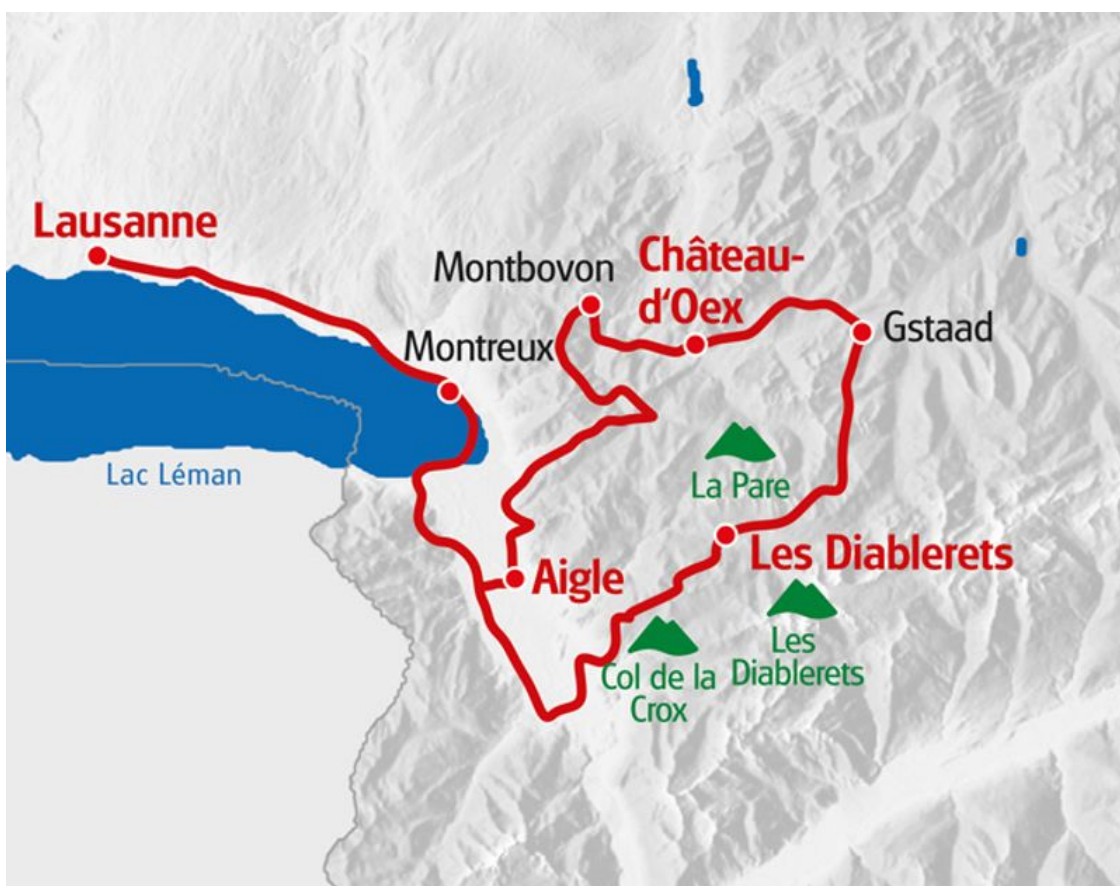 Lausanne
Montbovon
Château-
d‘Oex
Montreux
Gstaad
Lac Léman
La Pare
Les Diablerets
Aigle
Les
Diablerets
Col de la
Crox